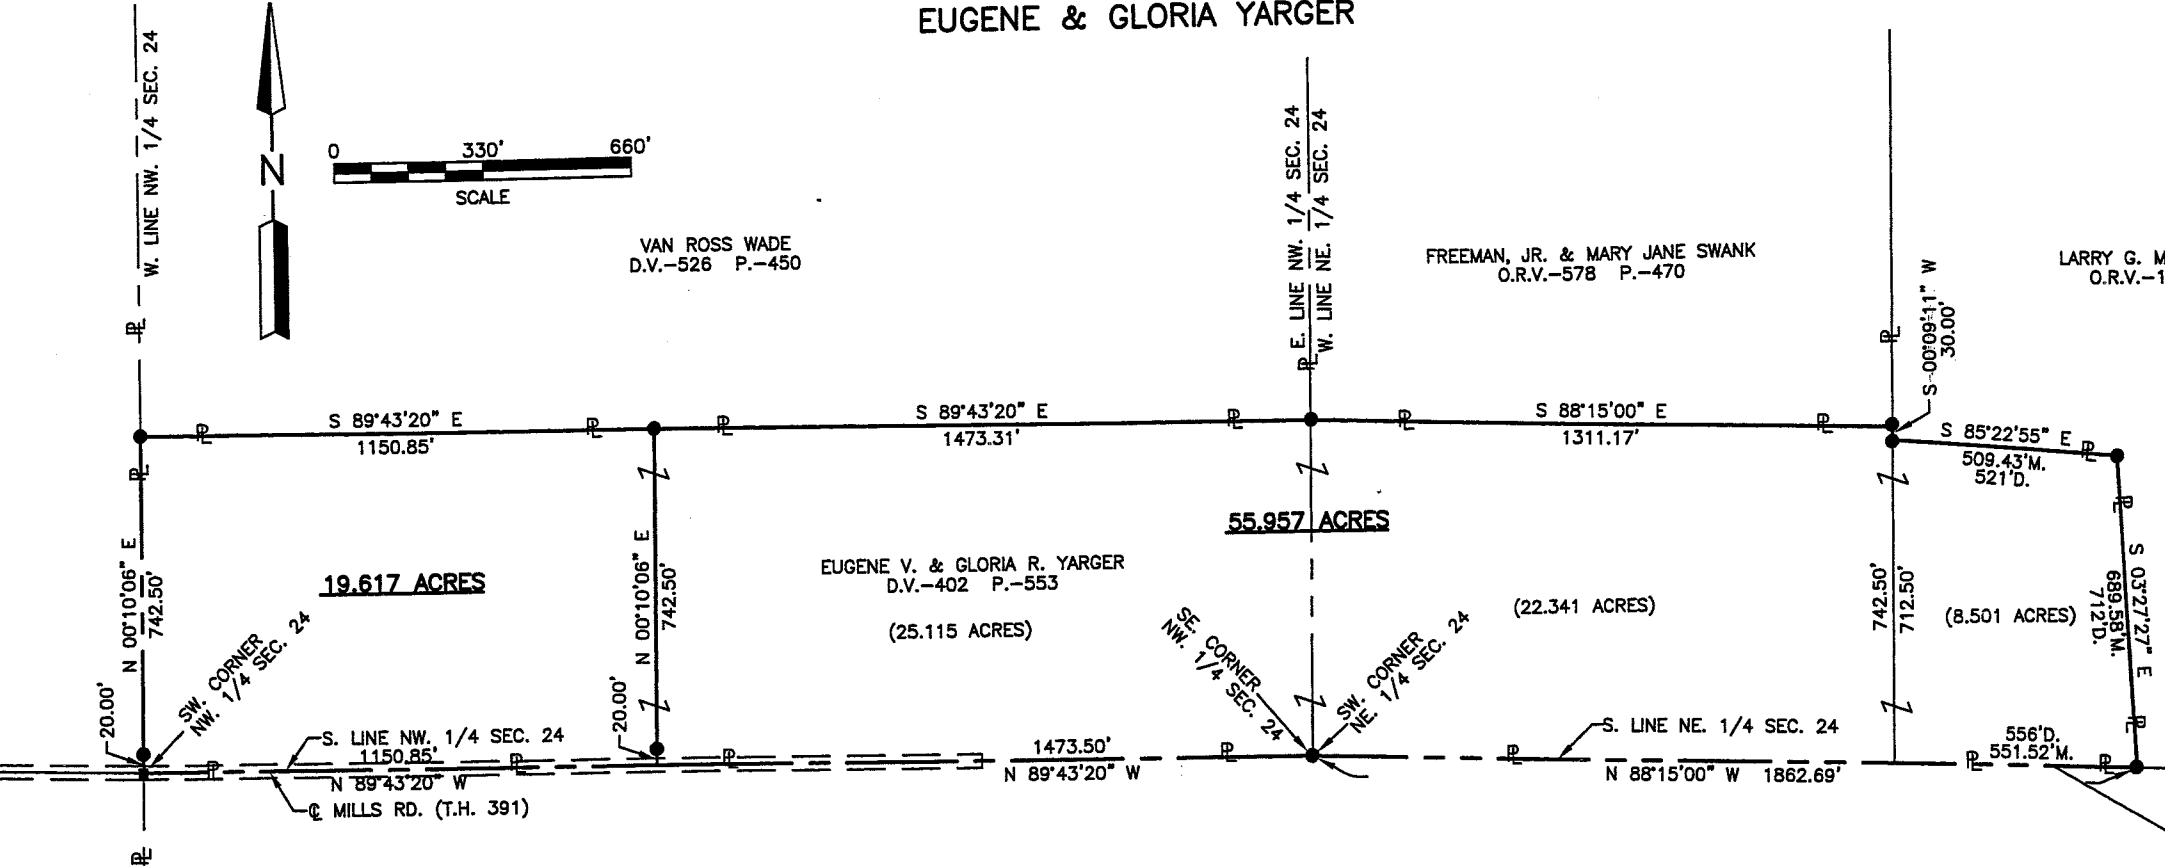 EUGENE & GLORIA YARGER
W. LINE NW. 1/4 SEC. 24
N
0 330' 660'
SCALE
VAN ROSS WADE
D.V.-526 P.-450
E. LINE NW. 1/4 SEC. 24
W. LINE NE. 1/4 SEC. 24
FREEMAN, JR. & MARY JANE SWANK
O.R.V.-578 P.-470
LARRY G. M
O.R.V.-1
S 00°09'11" W
30.00'
S 89°43'20" E
1150.85'
S 89°43'20" E
1473.31'
S 88°15'00" E
1311.17'
S 85°22'55" E
509.43'M.
521'D.
N 00°10'06" E
742.50'
19.617 ACRES
N 00°10'06" E
742.50'
EUGENE V. & GLORIA R. YARGER
D.V.-402 P.-553
(25.115 ACRES)
55.957 ACRES
(22.341 ACRES)
742.50'
712.50'
(8.501 ACRES)
S 03°27'27" E
689.58'M.
712'D.
20.00'
SW. CORNER
NW. 1/4 SEC. 24
20.00'
SE. CORNER
NW. 1/4 SEC. 24
SW. CORNER
NE. 1/4 SEC. 24
S. LINE NW. 1/4 SEC. 24
1150.85'
N 89°43'20" W
℄ MILLS RD. (T.H. 391)
1473.50'
N 89°43'20" W
S. LINE NE. 1/4 SEC. 24
N 88°15'00" W 1862.69'
556'D.
551.52'M.